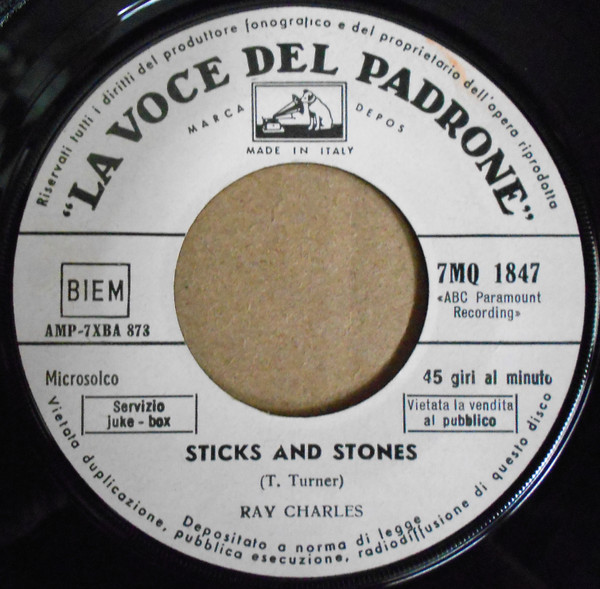 Riservati tutti i diritti del produttore fonografico e del proprietario dell'opera riprodotta
"LA VOCE DEL PADRONE"
MARCA DEPOS
MADE IN ITALY
BIEM
AMP-7XBA 873
7MQ 1847
«ABC Paramount
Recording»
Microsolco
45 giri al minuto
Servizio
juke-box
Vietata la vendita
al pubblico
STICKS AND STONES
(T. Turner)
RAY CHARLES
Depositato a norma di legge
Vietata duplicazione, pubblica esecuzione, radiodiffusione di questo disco